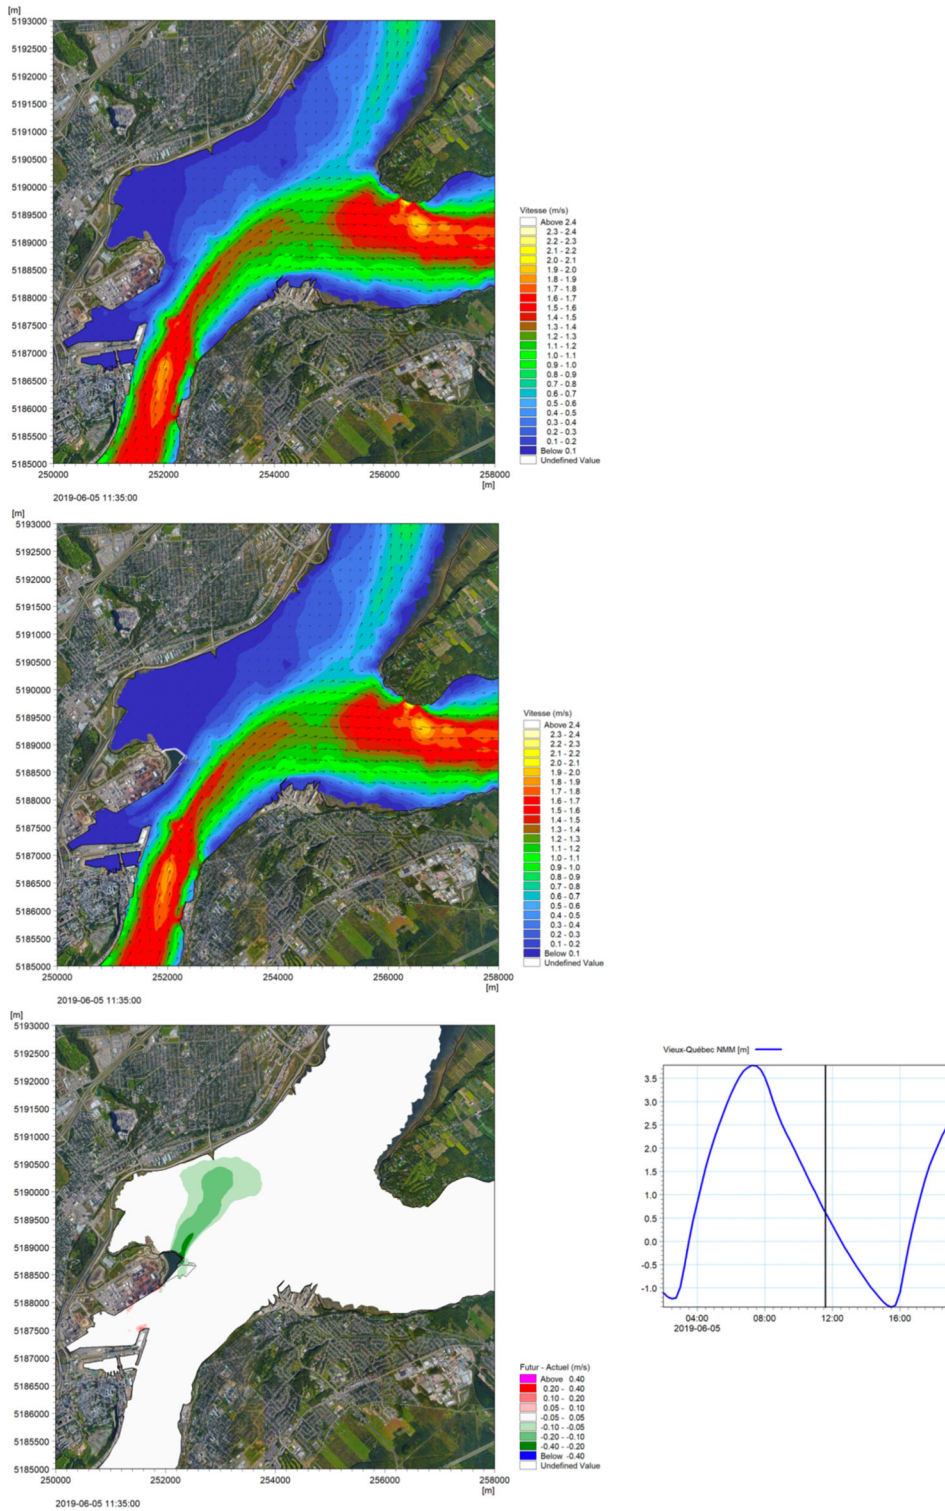 [m]
5193000
5192500
5192000
5191500
5191000
5190500
5190000
5189500
5189000
5188500
5188000
5187500
5187000
5186500
5186000
5185500
5185000
250000 252000 254000 256000 258000
[m]
2019-06-05 11:35:00
Vitesse (m/s)
Above 2.4
2.3 - 2.4
2.2 - 2.3
2.1 - 2.2
2.0 - 2.1
1.9 - 2.0
1.8 - 1.9
1.7 - 1.8
1.6 - 1.7
1.5 - 1.6
1.4 - 1.5
1.3 - 1.4
1.2 - 1.3
1.1 - 1.2
1.0 - 1.1
0.9 - 1.0
0.8 - 0.9
0.7 - 0.8
0.6 - 0.7
0.5 - 0.6
0.4 - 0.5
0.3 - 0.4
0.2 - 0.3
0.1 - 0.2
Below 0.1
Undefined Value
[m]
5193000
5192500
5192000
5191500
5191000
5190500
5190000
5189500
5189000
5188500
5188000
5187500
5187000
5186500
5186000
5185500
5185000
250000 252000 254000 256000 258000
[m]
2019-06-05 11:35:00
Vitesse (m/s)
Above 2.4
2.3 - 2.4
2.2 - 2.3
2.1 - 2.2
2.0 - 2.1
1.9 - 2.0
1.8 - 1.9
1.7 - 1.8
1.6 - 1.7
1.5 - 1.6
1.4 - 1.5
1.3 - 1.4
1.2 - 1.3
1.1 - 1.2
1.0 - 1.1
0.9 - 1.0
0.8 - 0.9
0.7 - 0.8
0.6 - 0.7
0.5 - 0.6
0.4 - 0.5
0.3 - 0.4
0.2 - 0.3
0.1 - 0.2
Below 0.1
Undefined Value
[m]
5193000
5192500
5192000
5191500
5191000
5190500
5190000
5189500
5189000
5188500
5188000
5187500
5187000
5186500
5186000
5185500
5185000
250000 252000 254000 256000 258000
[m]
2019-06-05 11:35:00
Futur - Actuel (m/s)
Above 0.40
0.20 - 0.40
0.10 - 0.20
0.05 - 0.10
-0.05 - 0.05
-0.10 - -0.05
-0.20 - -0.10
-0.40 - -0.20
Below -0.40
Undefined Value
Vieux-Québec NMM [m]
3.5
3.0
2.5
2.0
1.5
1.0
0.5
0.0
-0.5
-1.0
04:00 08:00 12:00 16:00
2019-06-05